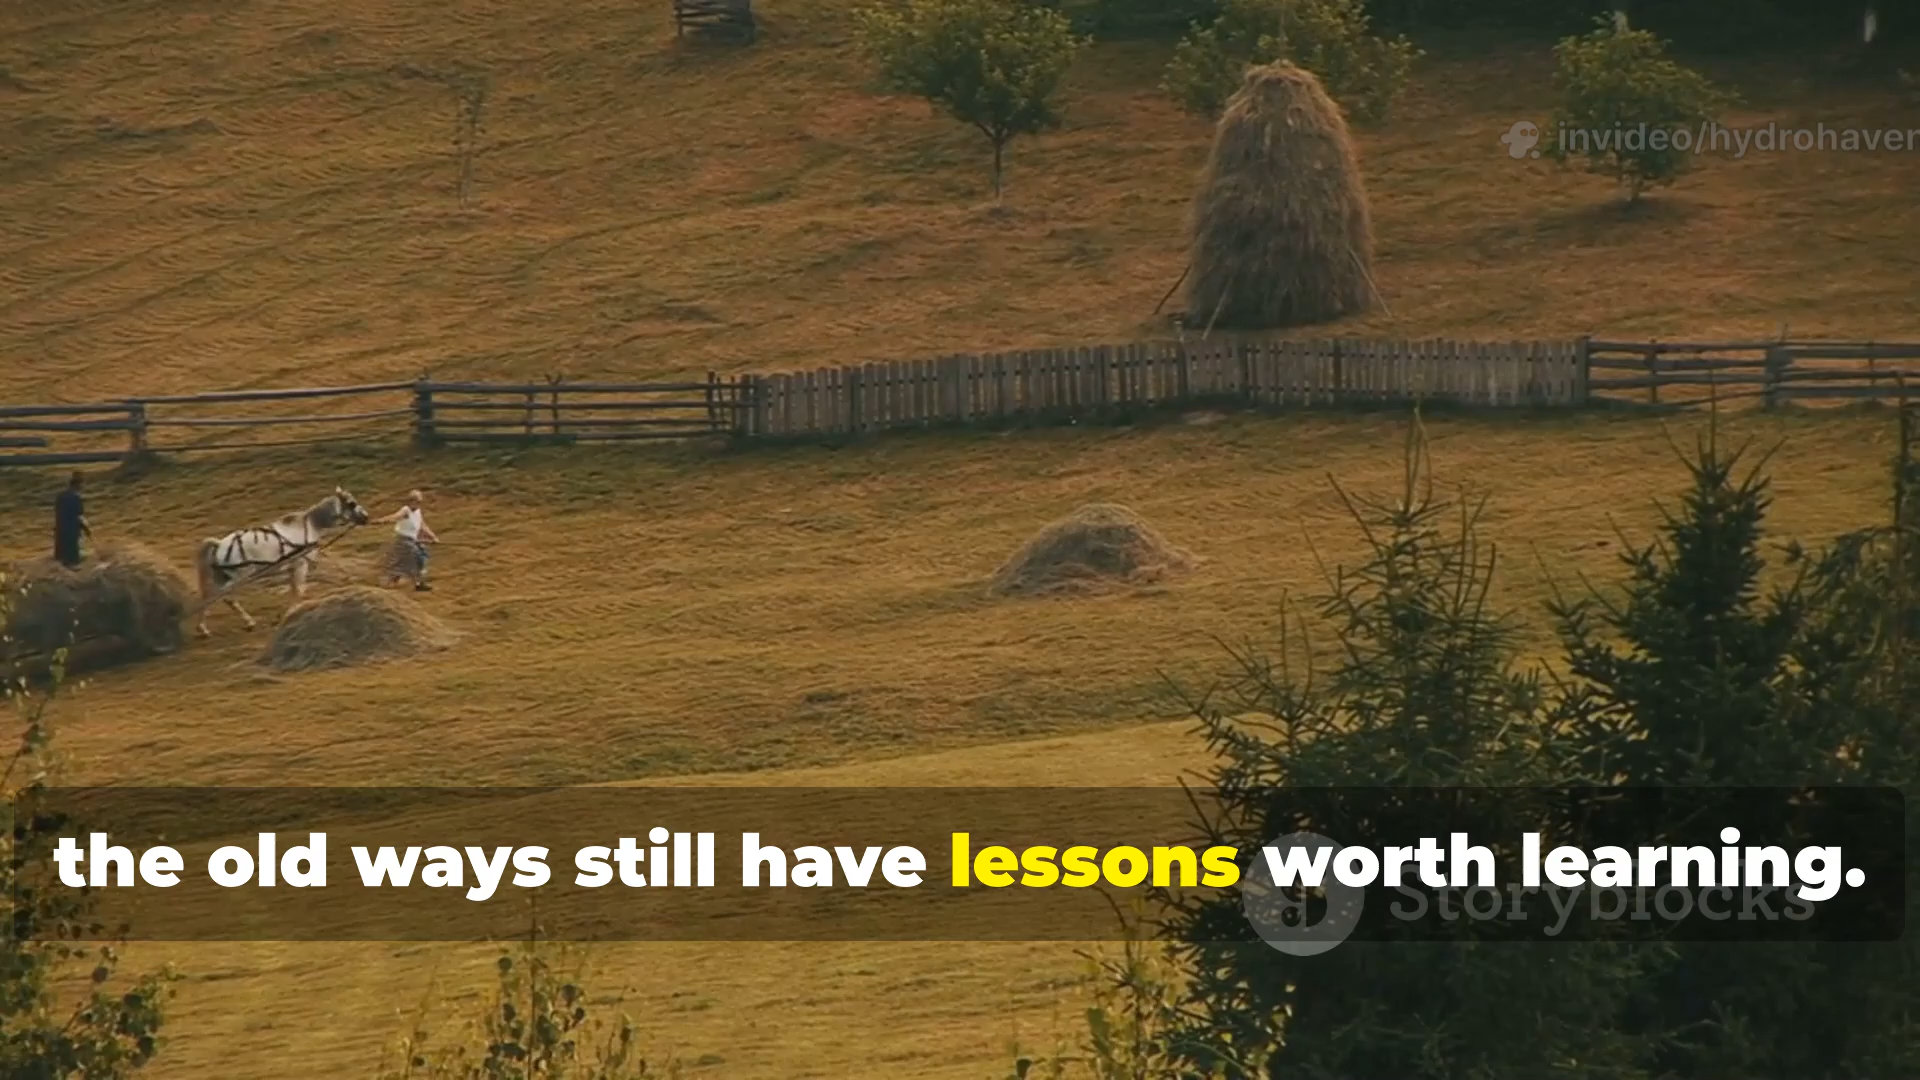 invideo/hydrohaven
the old ways still have lessons worth learning.
Storyblocks